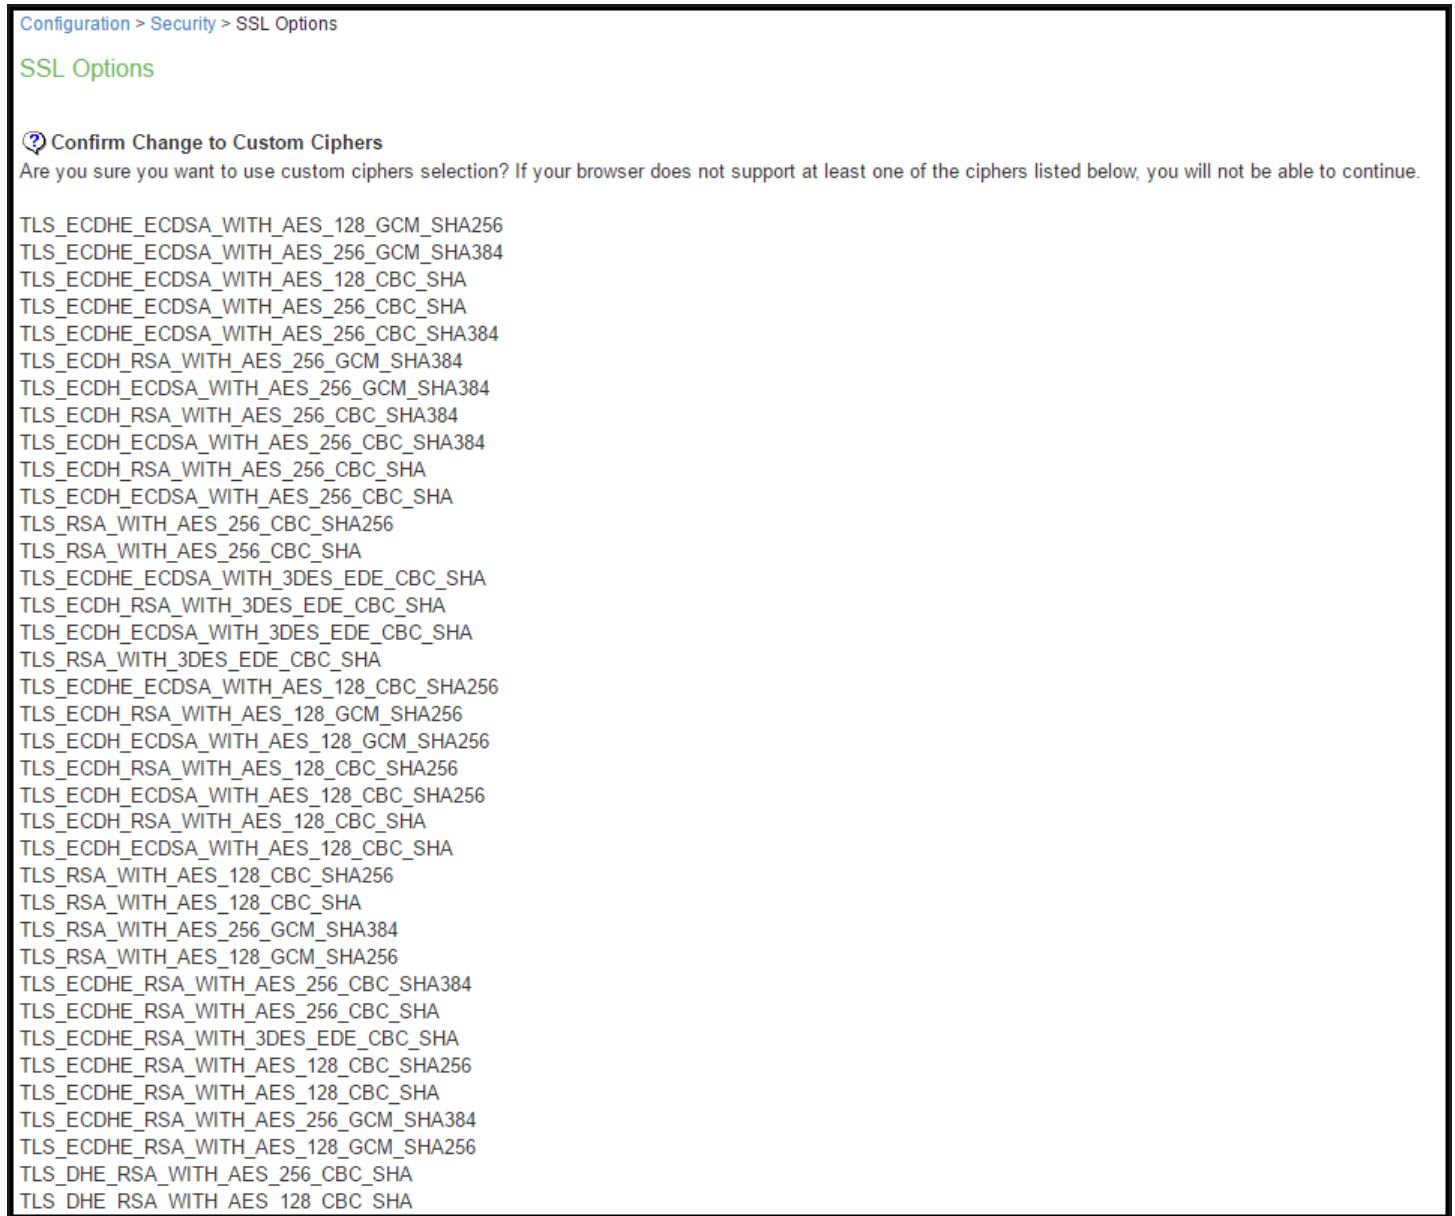 Configuration > Security > SSL Options
SSL Options
Confirm Change to Custom Ciphers
Are you sure you want to use custom ciphers selection? If your browser does not support at least one of the ciphers listed below, you will not be able to continue.
TLS_ECDHE_ECDSA_WITH_AES_128_GCM_SHA256
TLS_ECDHE_ECDSA_WITH_AES_256_GCM_SHA384
TLS_ECDHE_ECDSA_WITH_AES_128_CBC_SHA
TLS_ECDHE_ECDSA_WITH_AES_256_CBC_SHA
TLS_ECDHE_ECDSA_WITH_AES_256_CBC_SHA384
TLS_ECDH_RSA_WITH_AES_256_GCM_SHA384
TLS_ECDH_ECDSA_WITH_AES_256_GCM_SHA384
TLS_ECDH_RSA_WITH_AES_256_CBC_SHA384
TLS_ECDH_ECDSA_WITH_AES_256_CBC_SHA384
TLS_ECDH_RSA_WITH_AES_256_CBC_SHA
TLS_ECDH_ECDSA_WITH_AES_256_CBC_SHA
TLS_RSA_WITH_AES_256_CBC_SHA256
TLS_RSA_WITH_AES_256_CBC_SHA
TLS_ECDHE_ECDSA_WITH_3DES_EDE_CBC_SHA
TLS_ECDH_RSA_WITH_3DES_EDE_CBC_SHA
TLS_ECDH_ECDSA_WITH_3DES_EDE_CBC_SHA
TLS_RSA_WITH_3DES_EDE_CBC_SHA
TLS_ECDHE_ECDSA_WITH_AES_128_CBC_SHA256
TLS_ECDH_RSA_WITH_AES_128_GCM_SHA256
TLS_ECDH_ECDSA_WITH_AES_128_GCM_SHA256
TLS_ECDH_RSA_WITH_AES_128_CBC_SHA256
TLS_ECDH_ECDSA_WITH_AES_128_CBC_SHA256
TLS_ECDH_RSA_WITH_AES_128_CBC_SHA
TLS_ECDH_ECDSA_WITH_AES_128_CBC_SHA
TLS_RSA_WITH_AES_128_CBC_SHA256
TLS_RSA_WITH_AES_128_CBC_SHA
TLS_RSA_WITH_AES_256_GCM_SHA384
TLS_RSA_WITH_AES_128_GCM_SHA256
TLS_ECDHE_RSA_WITH_AES_256_CBC_SHA384
TLS_ECDHE_RSA_WITH_AES_256_CBC_SHA
TLS_ECDHE_RSA_WITH_3DES_EDE_CBC_SHA
TLS_ECDHE_RSA_WITH_AES_128_CBC_SHA256
TLS_ECDHE_RSA_WITH_AES_128_CBC_SHA
TLS_ECDHE_RSA_WITH_AES_256_GCM_SHA384
TLS_ECDHE_RSA_WITH_AES_128_GCM_SHA256
TLS_DHE_RSA_WITH_AES_256_CBC_SHA
TLS_DHE_RSA_WITH_AES_128_CBC_SHA